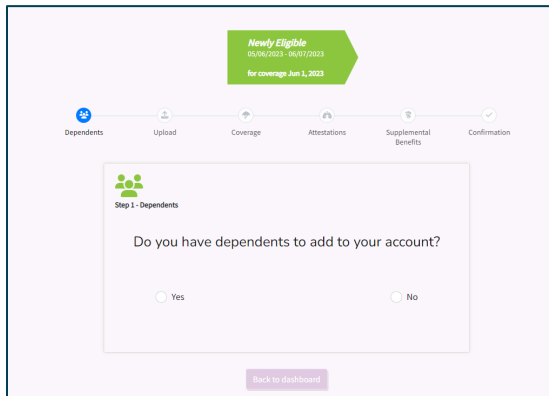 Newly Eligible
05/06/2023 - 06/07/2023
for coverage Jun 1, 2023
Dependents
Upload
Coverage
Attestations
Supplemental
Benefits
Confirmation
Step 1 - Dependents
Do you have dependents to add to your account?
Yes
No
Back to dashboard